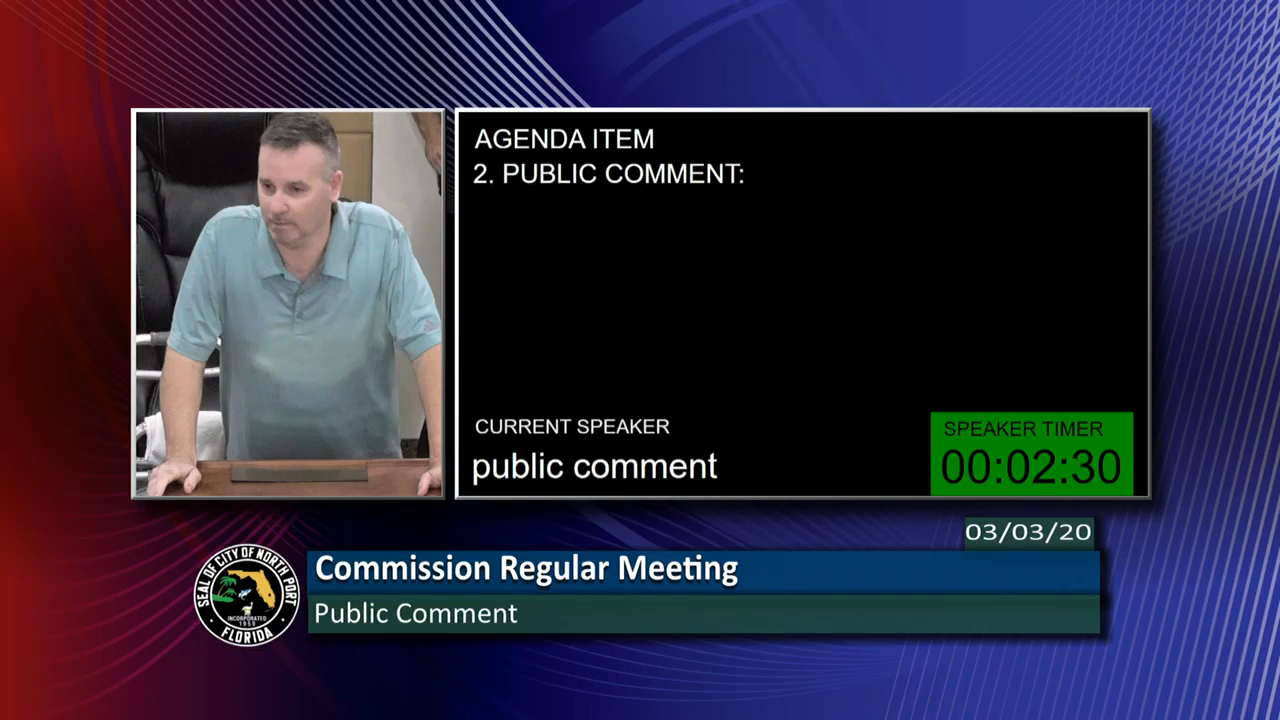 AGENDA ITEM
2. PUBLIC COMMENT:
CURRENT SPEAKER
public comment
SPEAKER TIMER
00:02:30
03/03/20
Commission Regular Meeting
Public Comment
SEAL OF CITY OF NORTH PORT
INCORPORATED
1959
FLORIDA